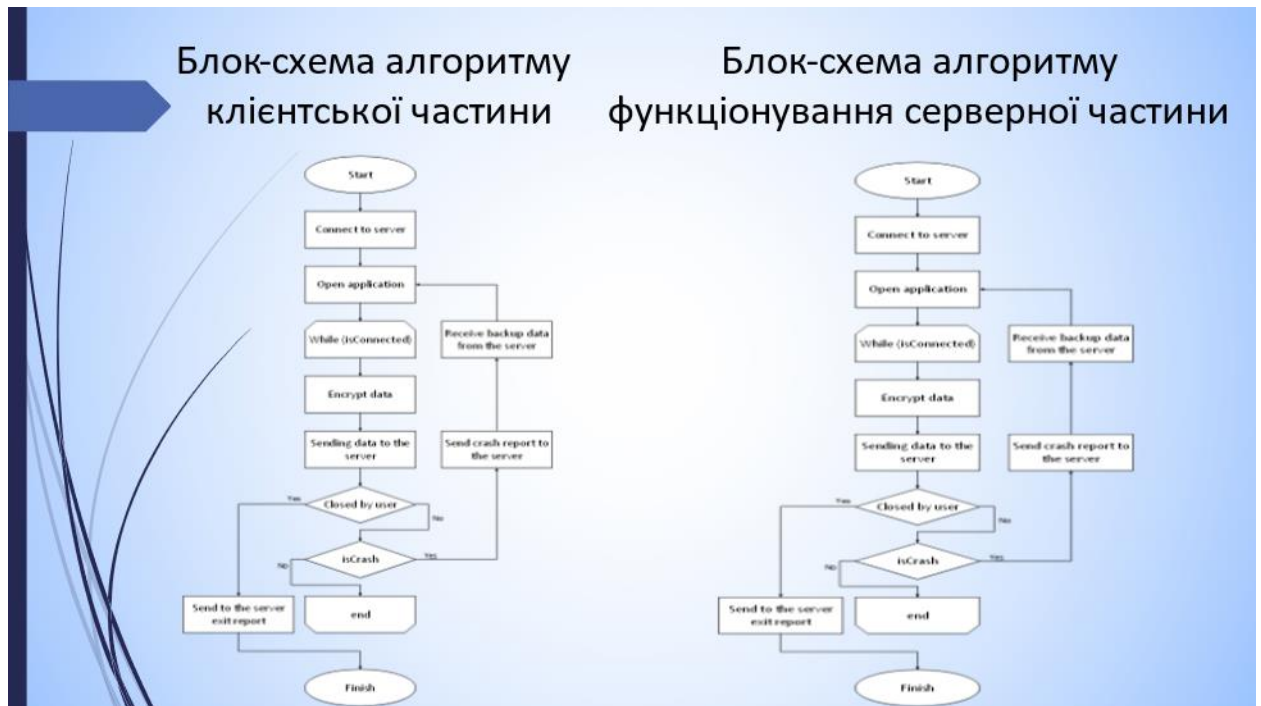 Блок-схема алгоритму
клієнтської частини
Start
Connect to server
Open application
While (isConnected)
Receive backup data
from the server
Encrypt data
Sending data to the
server
Send crash report to
the server
Yes
Closed by user
No
isCrash
Yes
No
Send to the server
exit report
end
Finish
Блок-схема алгоритму
функціонування серверної частини
Start
Connect to server
Open application
While (isConnected)
Receive backup data
from the server
Encrypt data
Sending data to the
server
Send crash report to
the server
Yes
Closed by user
No
isCrash
Yes
No
Send to the server
exit report
end
Finish